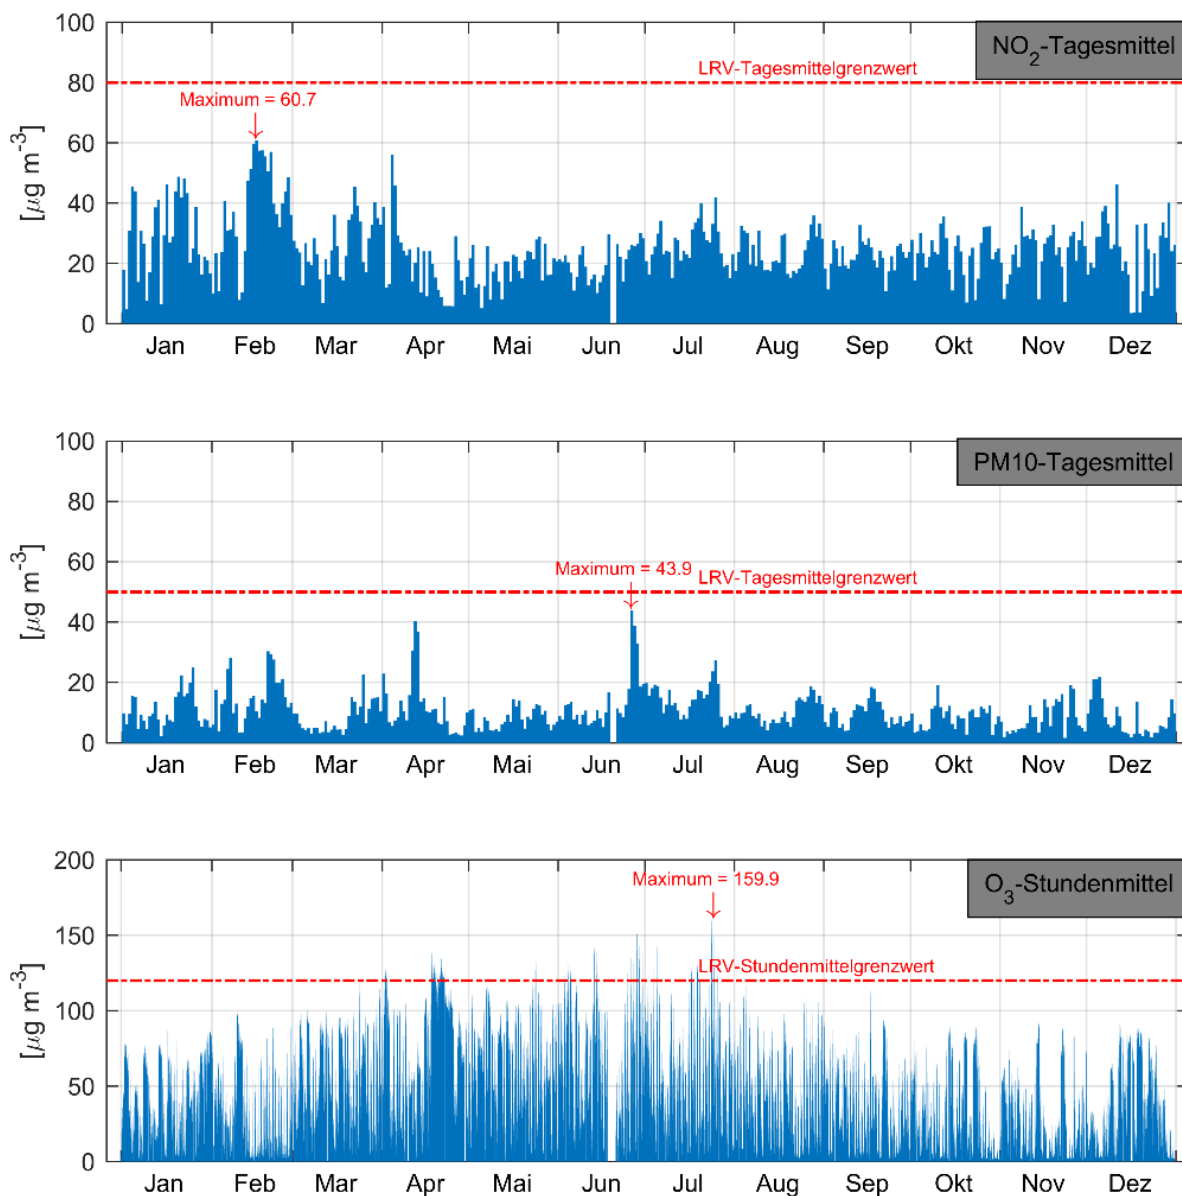 100
NO2-Tagesmittel
LRV-Tagesmittelgrenzwert
80
Maximum = 60.7
60
[µg m-3]
40
20
0
Jan Feb Mar Apr Mai Jun Jul Aug Sep Okt Nov Dez
100
PM10-Tagesmittel
80
60
Maximum = 43.9
LRV-Tagesmittelgrenzwert
[µg m-3]
40
20
0
Jan Feb Mar Apr Mai Jun Jul Aug Sep Okt Nov Dez
200
O3-Stundenmittel
Maximum = 159.9
150
LRV-Stundenmittelgrenzwert
[µg m-3]
100
50
0
Jan Feb Mar Apr Mai Jun Jul Aug Sep Okt Nov Dez